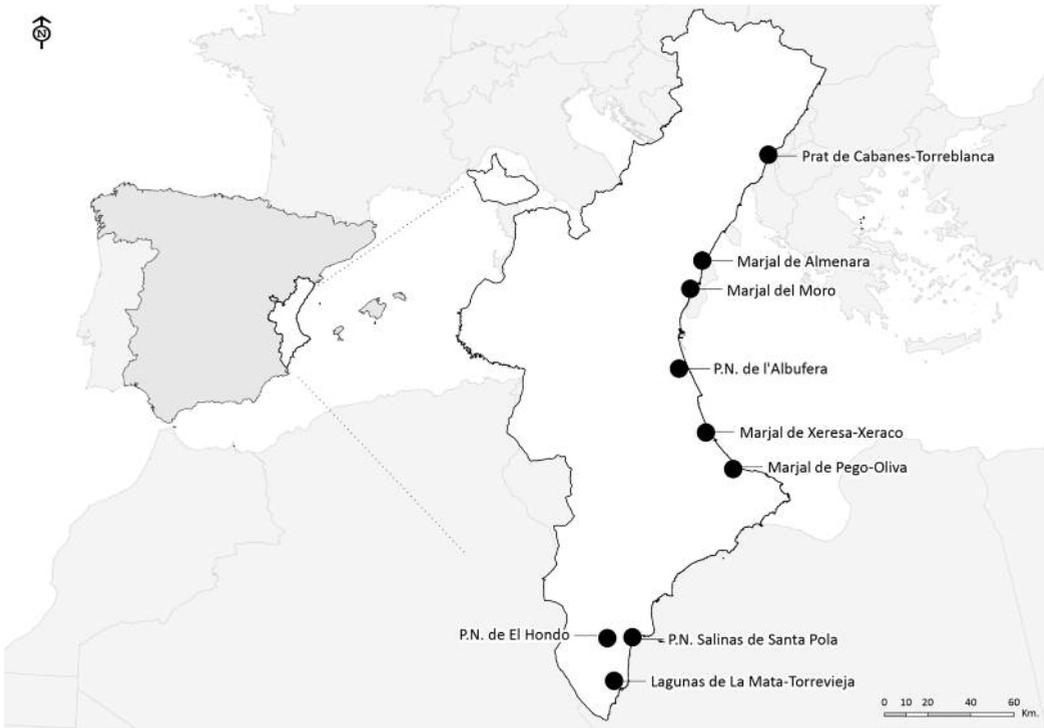 N
Prat de Cabanes-Torreblanca
Marjal de Almenara
Marjal del Moro
P.N. de l'Albufera
Marjal de Xeresa-Xeraco
Marjal de Pego-Oliva
P.N. de El Hondo
P.N. Salinas de Santa Pola
Lagunas de La Mata-Torrevieja
0 10 20 40 60
Km.